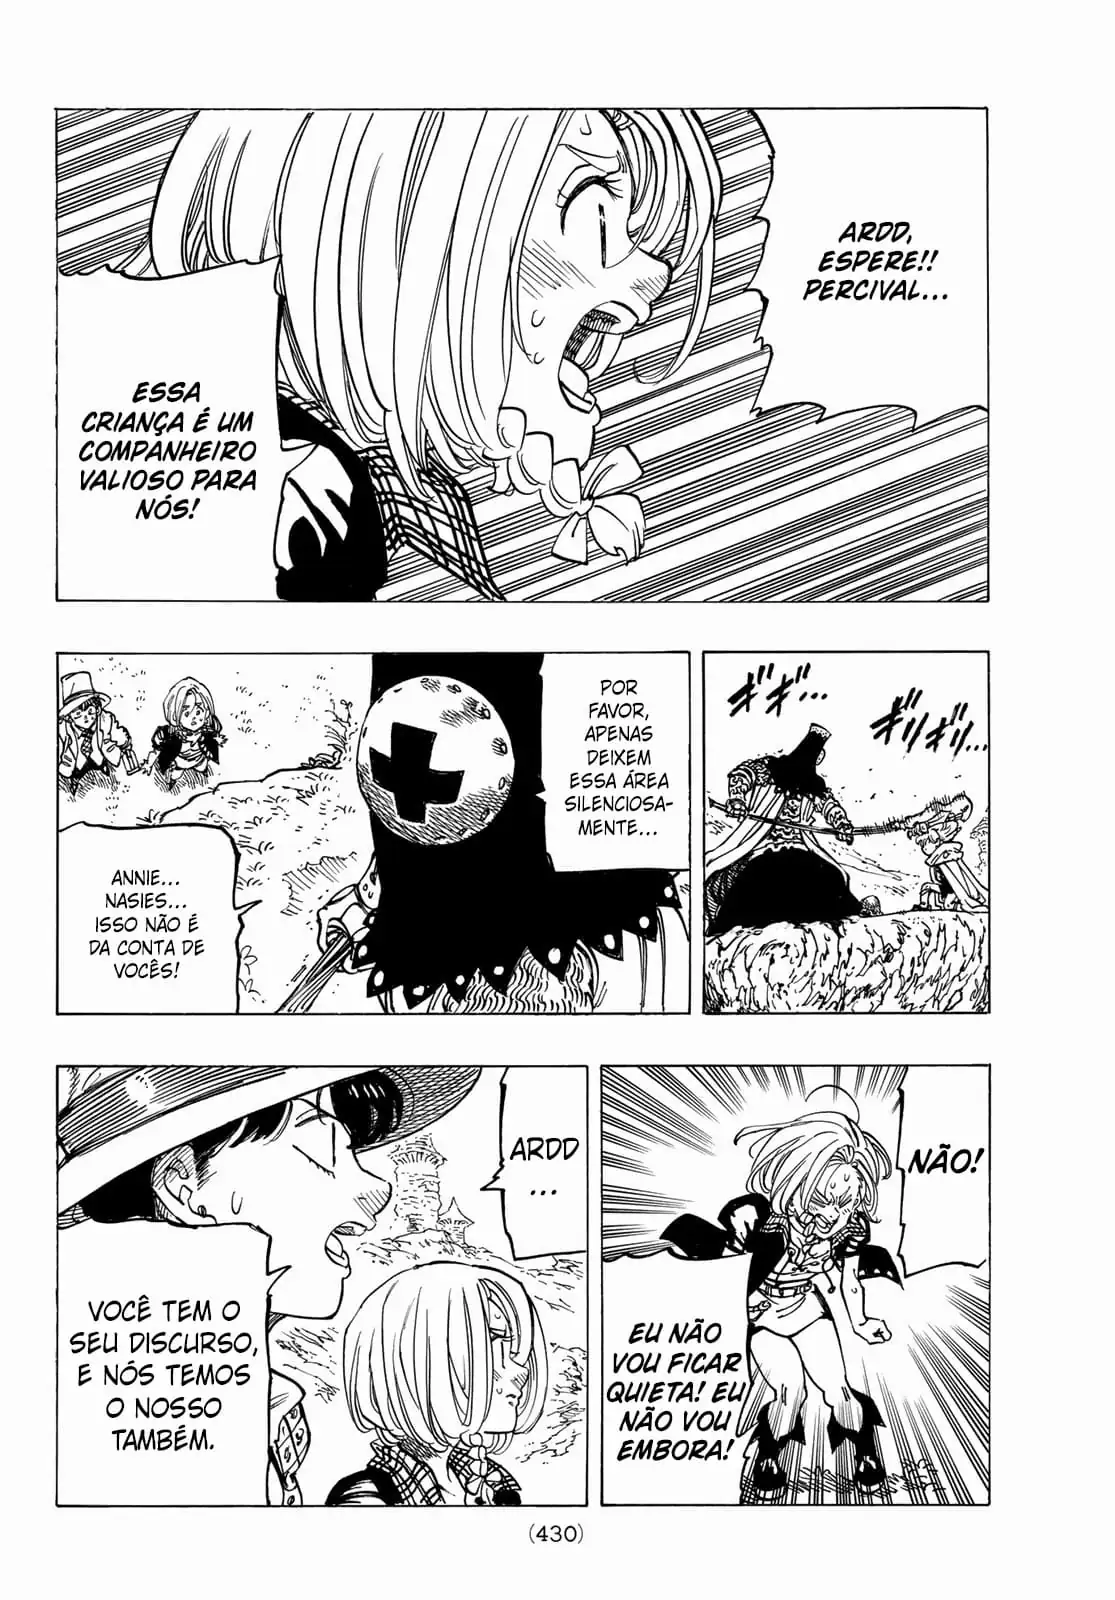 ARDD,
ESPERE!!
PERCIVAL...
ESSA
CRIANÇA É UM
COMPANHEIRO
VALIOSO PARA
NÓS!
ギギ...
ギリギリ...
POR
FAVOR,
APENAS
DEIXEM
ESSA ÁREA
SILENCIOSA-
MENTE...
ANNIE...
NASIES...
ISSO NÃO É
DA CONTA DE
VOCÊS!
NÃO!
EU NÃO
VOU FICAR
QUIETA! EU
NÃO VOU
EMBORA!
ARDD
...
VOCÊ TEM O
SEU DISCURSO,
E NÓS TEMOS
O NOSSO
TAMBÉM.
(430)